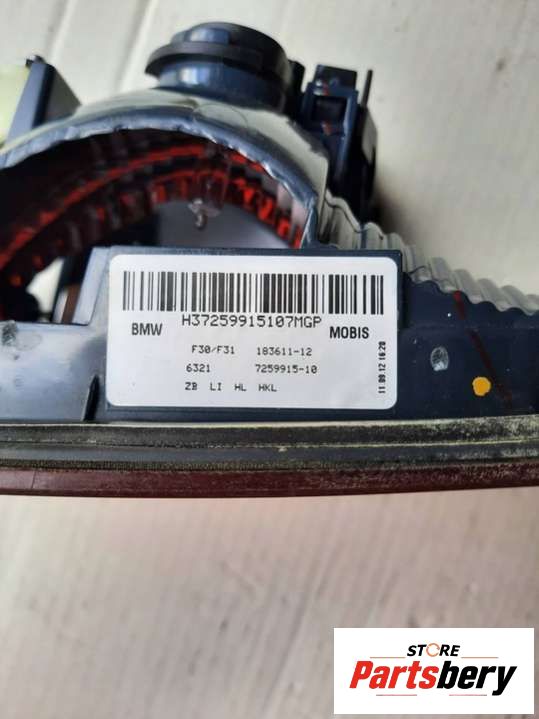 H37259915107MGP
BMW MOBIS
F30/F31 183611-12
6321 7259915-10
ZB LI HL HKL
11 09 12 16:20
STORE
Partsbery